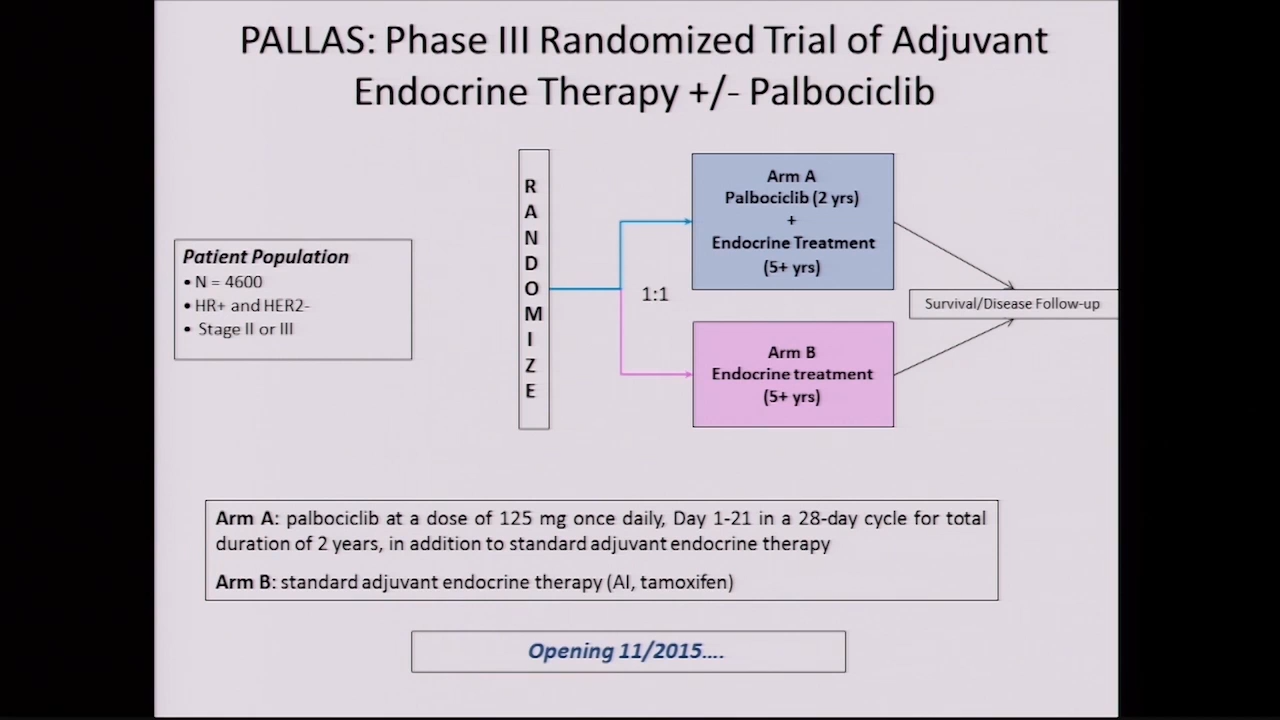 PALLAS: Phase III Randomized Trial of Adjuvant
Endocrine Therapy +/- Palbociclib
Patient Population
• N = 4600
• HR+ and HER2-
• Stage II or III
R
A
N
D
O
M
I
Z
E
1:1
Arm A
Palbociclib (2 yrs)
+
Endocrine Treatment
(5+ yrs)
Arm B
Endocrine treatment
(5+ yrs)
Survival/Disease Follow-up
Arm A: palbociclib at a dose of 125 mg once daily, Day 1-21 in a 28-day cycle for total
duration of 2 years, in addition to standard adjuvant endocrine therapy
Arm B: standard adjuvant endocrine therapy (AI, tamoxifen)
Opening 11/2015....